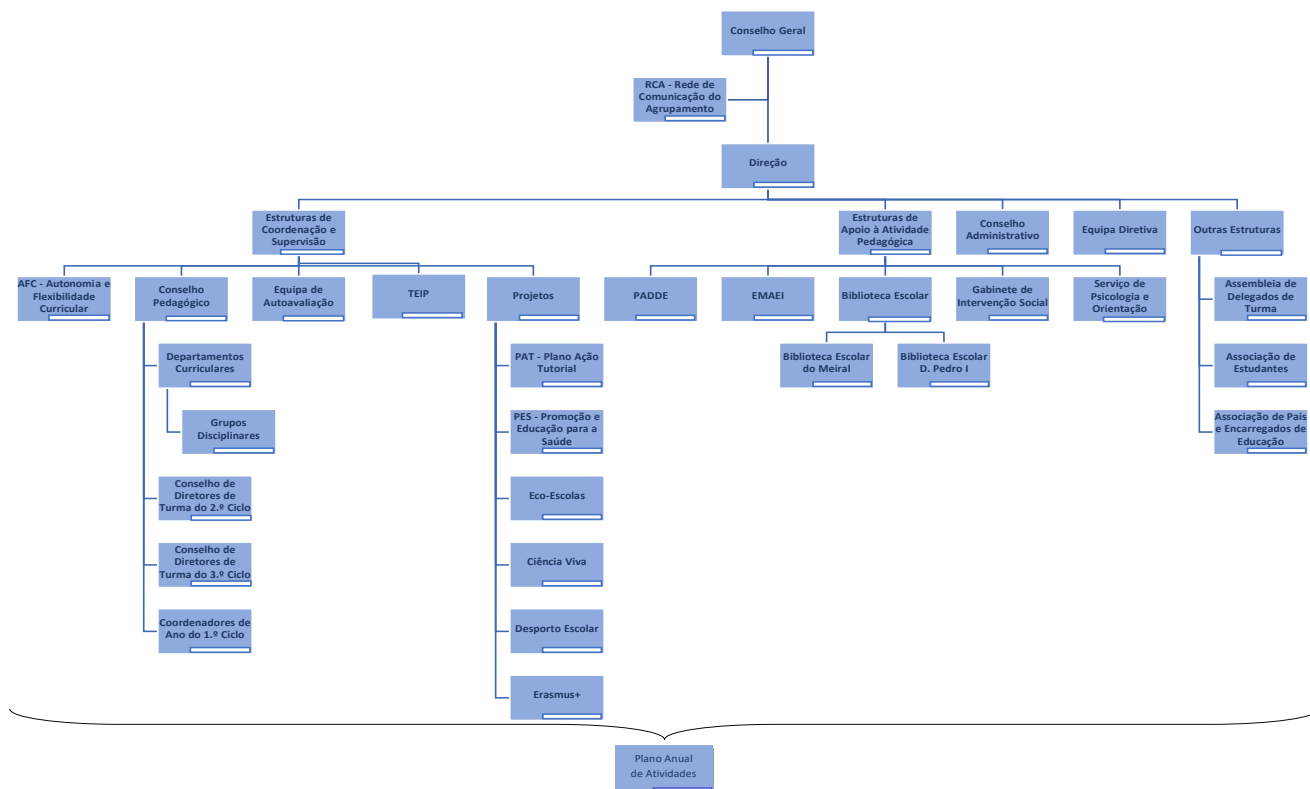 Conselho Geral
RCA - Rede de
Comunicação do
Agrupamento
Direção
Estruturas de
Coordenação e
Supervisão
Estruturas de
Apoio à Atividade
Pedagógica
Conselho
Administrativo
Equipa Diretiva
Outras Estruturas
AFC - Autonomia e
Flexibilidade
Curricular
Conselho
Pedagógico
Equipa de
Autoavaliação
TEIP
Projetos
PADDE
EMAEI
Biblioteca Escolar
Gabinete de
Intervenção Social
Serviço de
Psicologia e
Orientação
Assembleia de
Delegados de
Turma
Departamentos
Curriculares
PAT - Plano Ação
Tutorial
Biblioteca Escolar
do Meiral
Biblioteca Escolar
D. Pedro I
Associação de
Estudantes
Grupos
Disciplinares
PES - Promoção e
Educação para a
Saúde
Associação de Pais
e Encarregados de
Educação
Conselho de
Diretores de
Turma do 2.º Ciclo
Eco-Escolas
Conselho de
Diretores de
Turma do 3.º Ciclo
Ciência Viva
Coordenadores de
Ano do 1.º Ciclo
Desporto Escolar
Erasmus+
Plano Anual
de Atividades